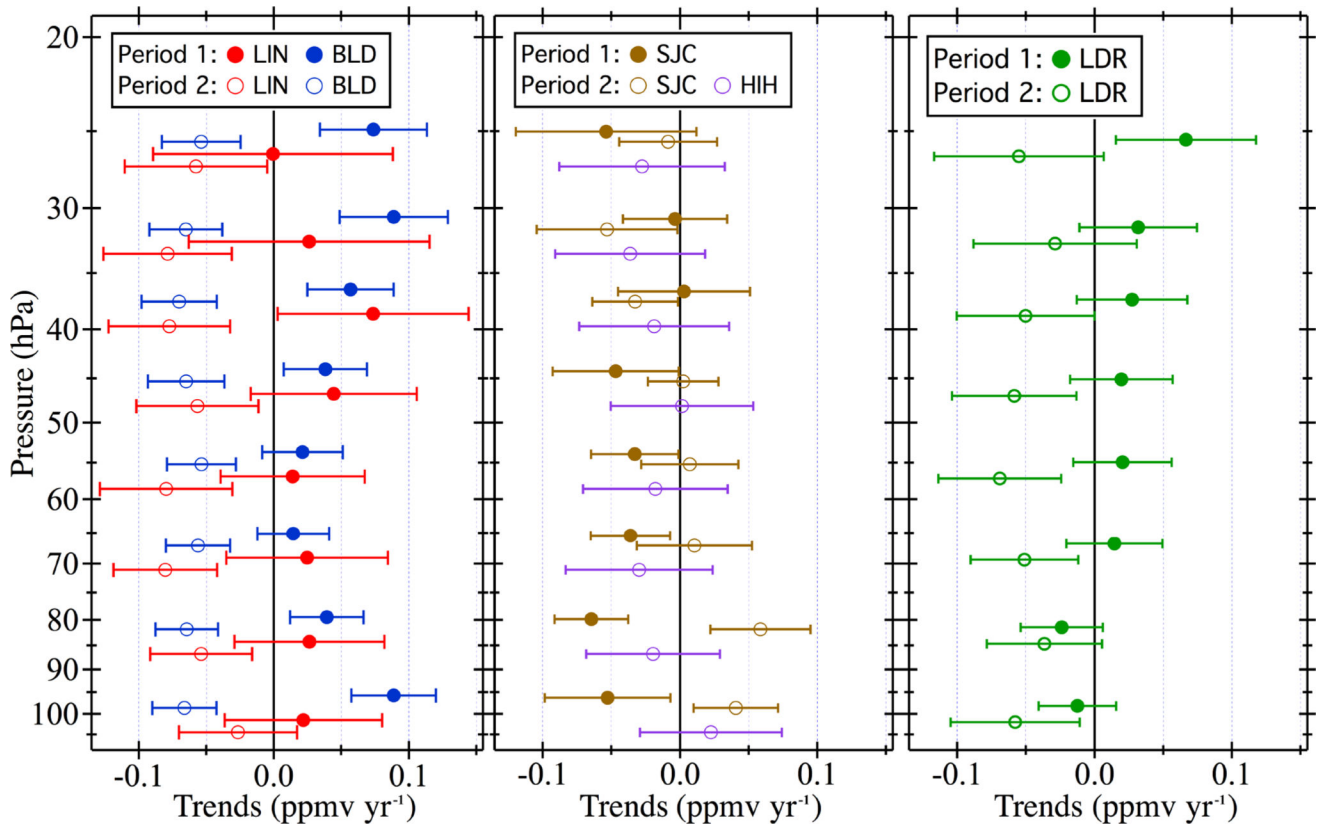 Period 1: LIN BLD
Period 2: LIN BLD
Period 1: SJC
Period 2: SJC HIH
Period 1: LDR
Period 2: LDR
Pressure (hPa)
20
30
40
50
60
70
80
90
100
-0.1 0.0 0.1
Trends (ppmv yr⁻¹)
-0.1 0.0 0.1
Trends (ppmv yr⁻¹)
-0.1 0.0 0.1
Trends (ppmv yr⁻¹)